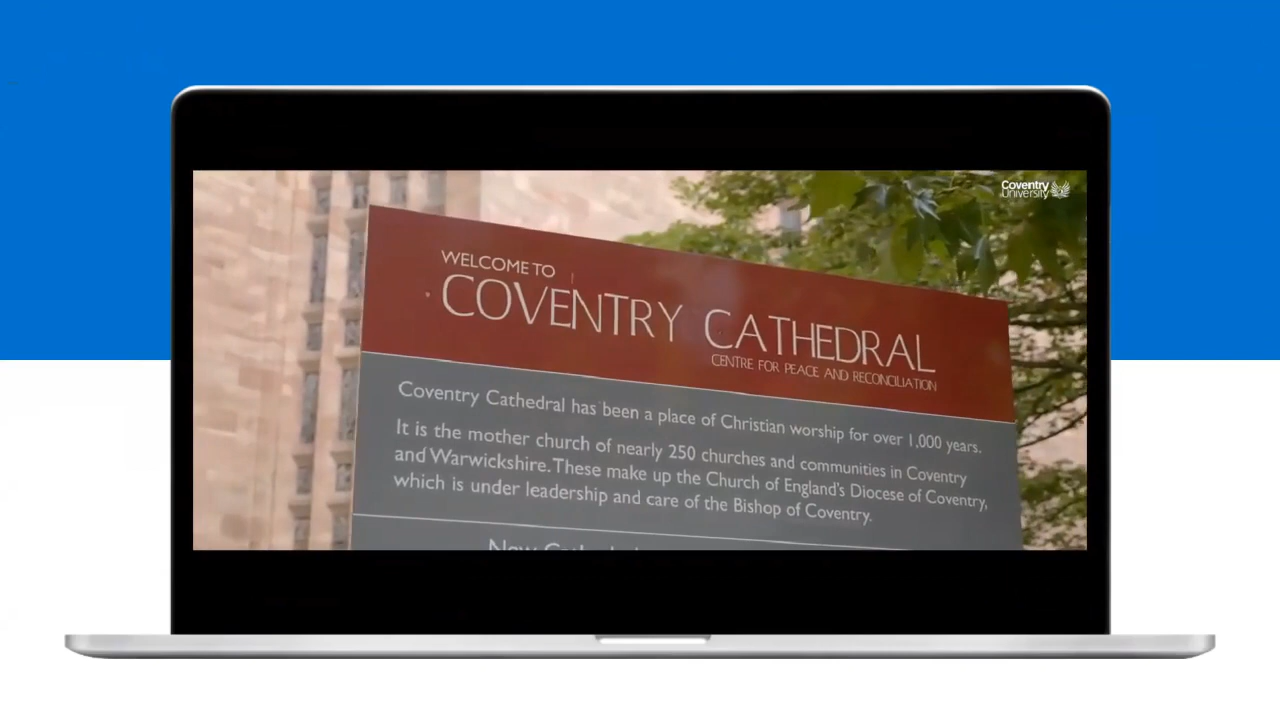 Coventry
University
WELCOME TO
COVENTRY CATHEDRAL
CENTRE FOR PEACE AND RECONCILIATION
Coventry Cathedral has been a place of Christian worship for over 1,000 years.
It is the mother church of nearly 250 churches and communities in Coventry
and Warwickshire. These make up the Church of England's Diocese of Coventry,
which is under leadership and care of the Bishop of Coventry.